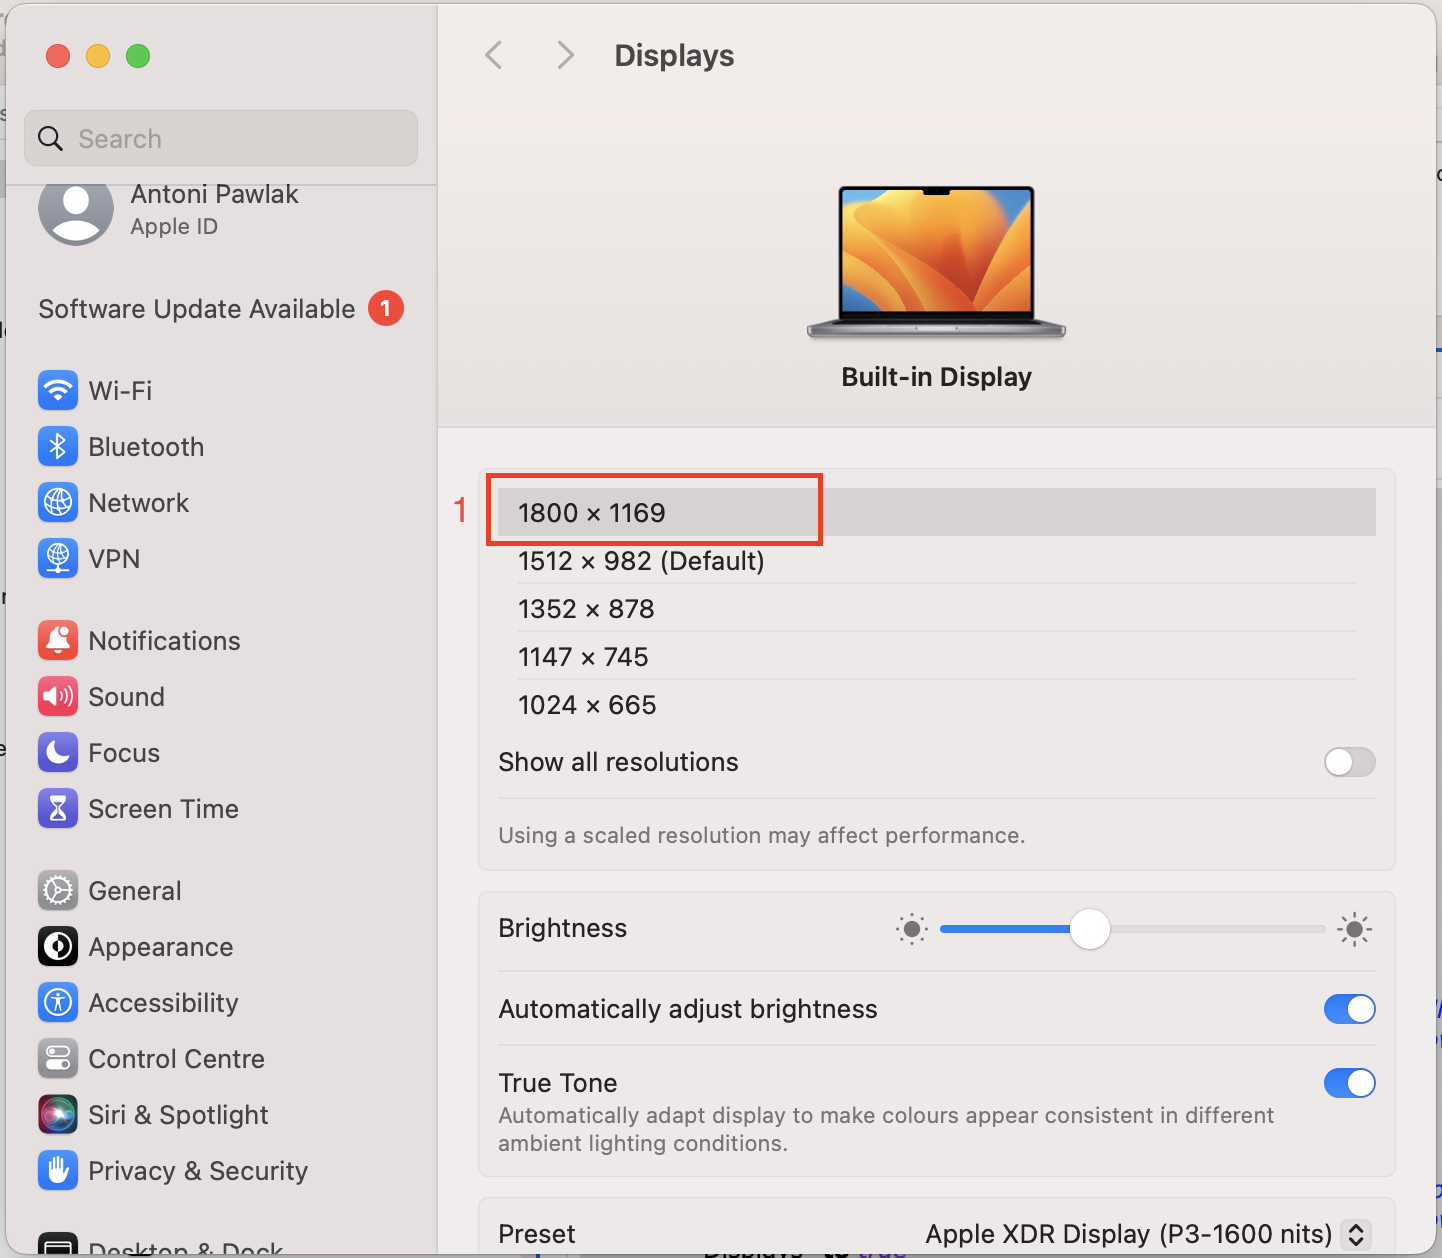 Displays
Search
Antoni Pawlak
Apple ID
Software Update Available 1
Wi-Fi
Bluetooth
Network
VPN
Notifications
Sound
Focus
Screen Time
General
Appearance
Accessibility
Control Centre
Siri & Spotlight
Privacy & Security
Desktop & Dock
Built-in Display
1 1800 × 1169
1512 × 982 (Default)
1352 × 878
1147 × 745
1024 × 665
Show all resolutions
Using a scaled resolution may affect performance.
Brightness
Automatically adjust brightness
True Tone
Automatically adapt display to make colours appear consistent in different
ambient lighting conditions.
Preset Apple XDR Display (P3-1600 nits)